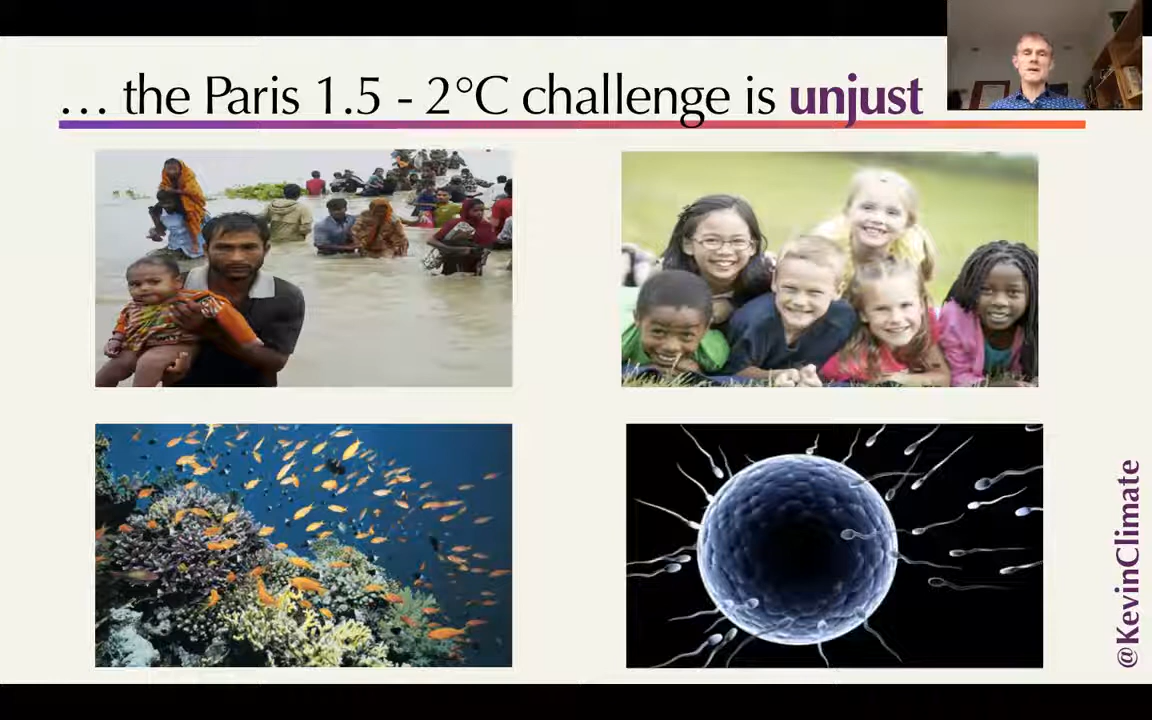 … the Paris 1.5 - 2°C challenge is unjust
@KevinClimate